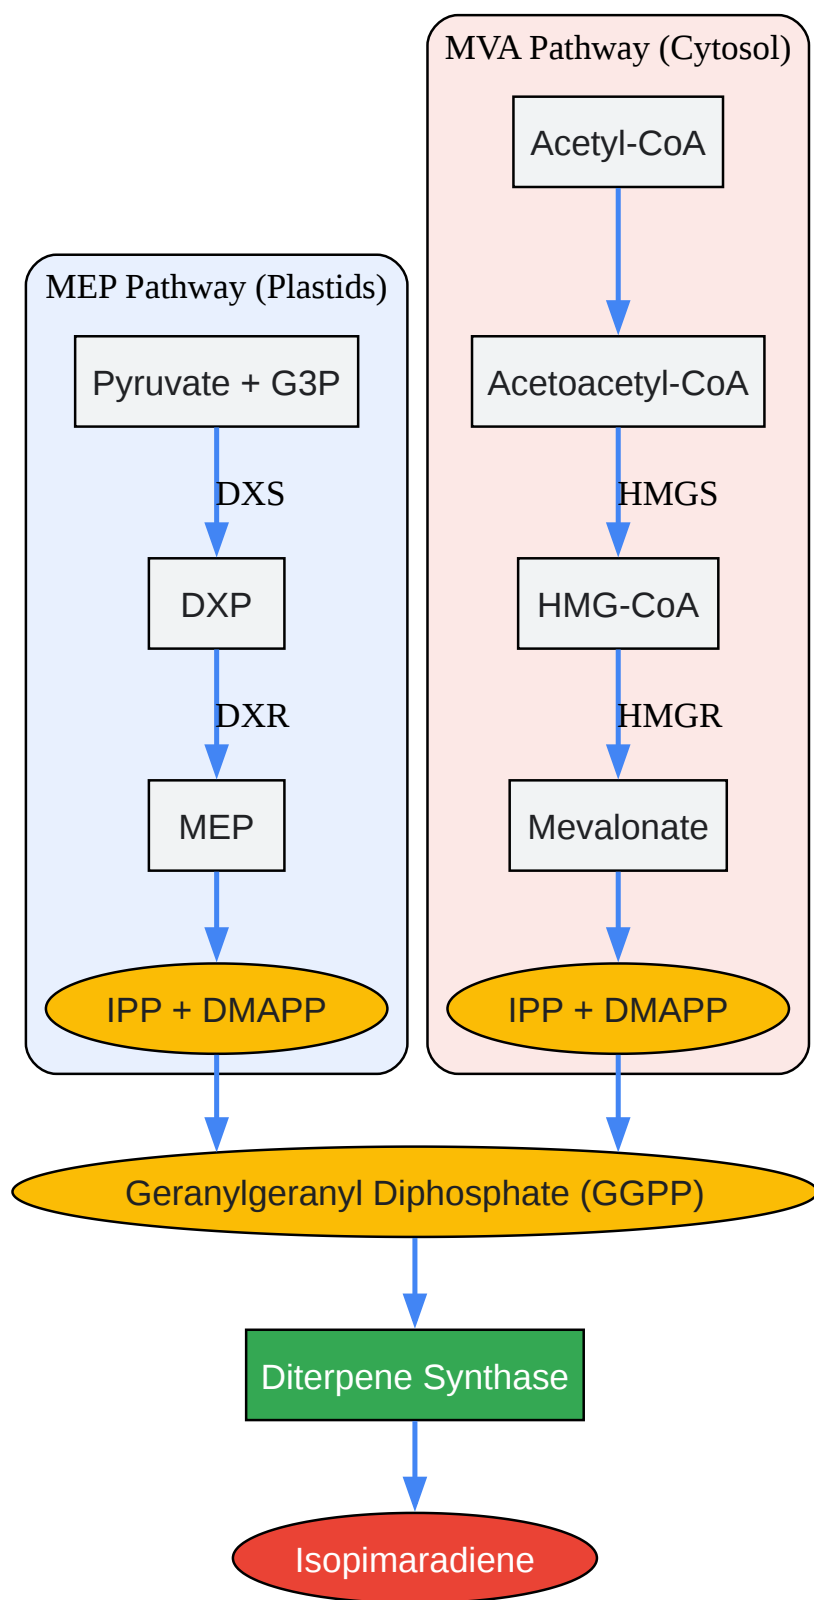 MVA Pathway (Cytosol)
Acetyl-CoA
MEP Pathway (Plastids)
Pyruvate + G3P
Acetoacetyl-CoA
DXS
HMGS
DXP
HMG-CoA
DXR
HMGR
MEP
Mevalonate
IPP + DMAPP
IPP + DMAPP
Geranylgeranyl Diphosphate (GGPP)
Diterpene Synthase
Isopimaradiene